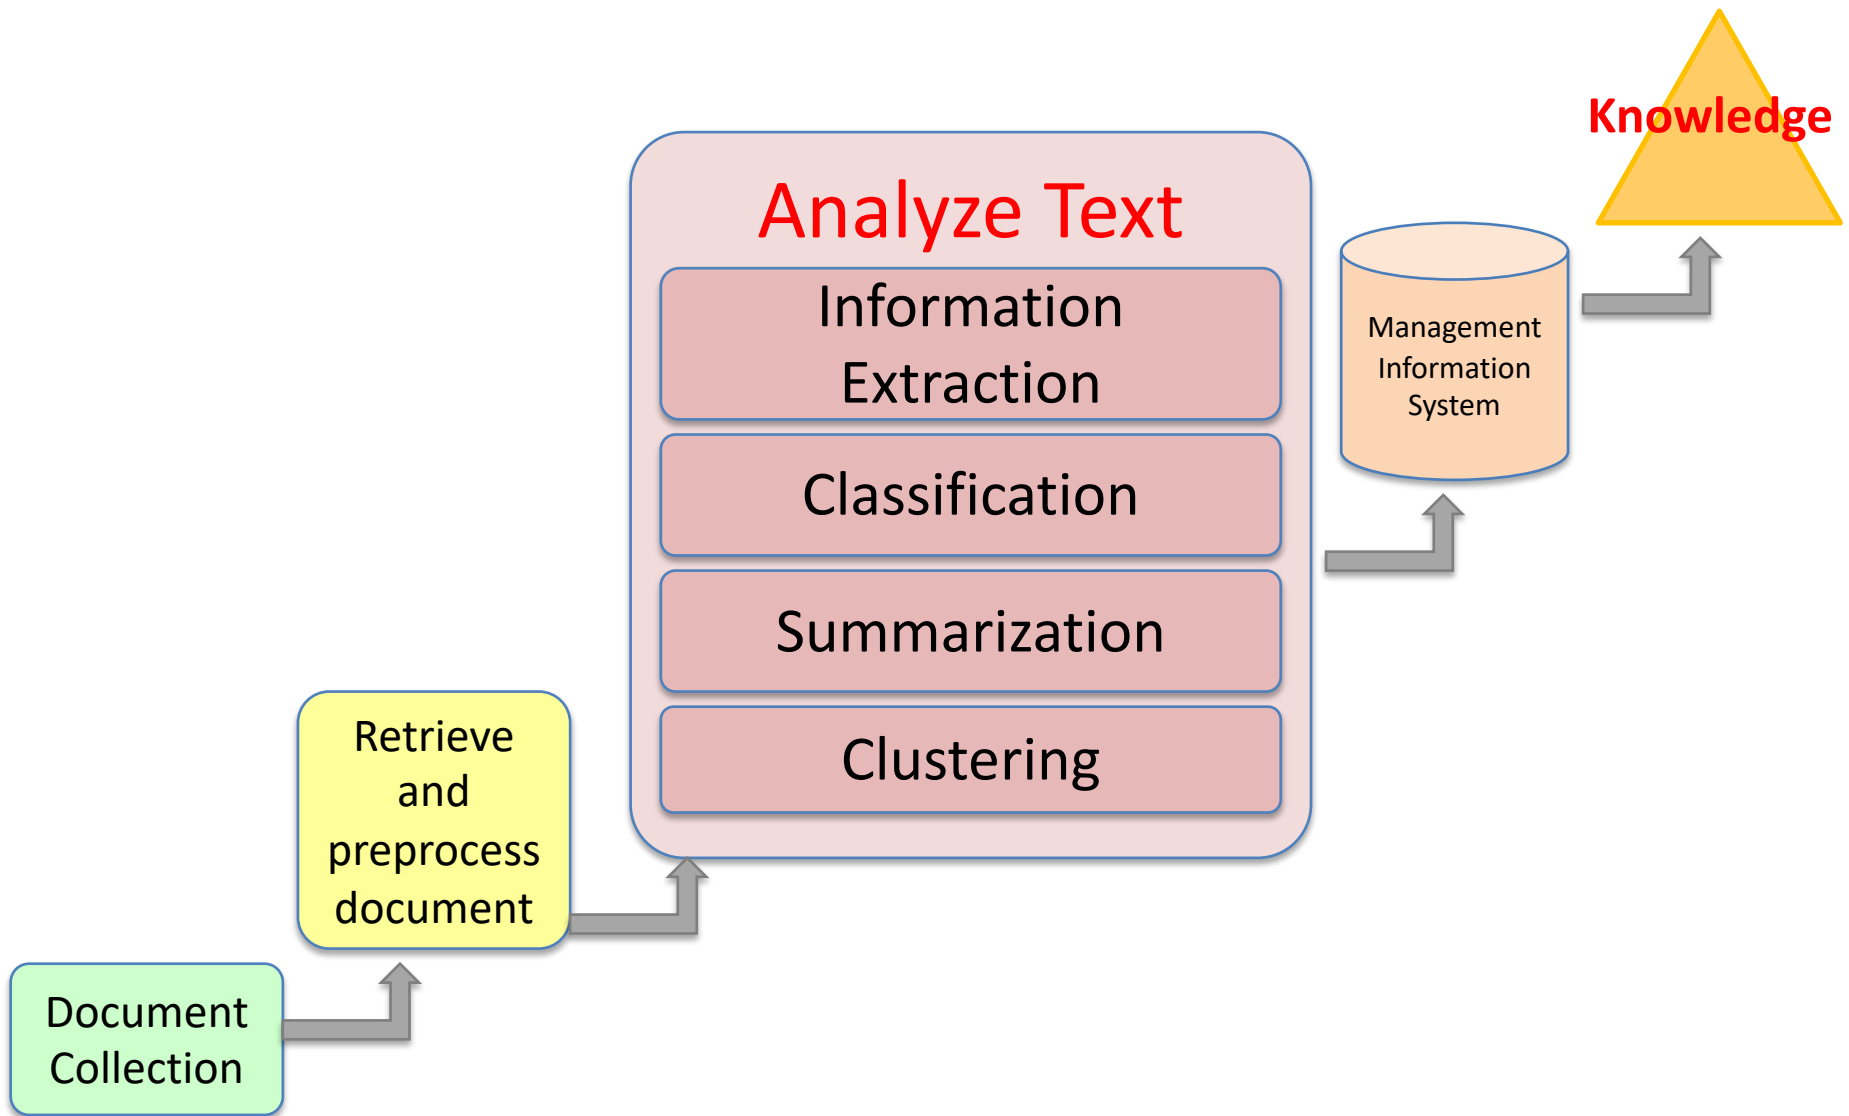 Knowledge
Analyze Text
Information
Extraction
Classification
Summarization
Clustering
Management
Information
System
Retrieve
and
preprocess
document
Document
Collection